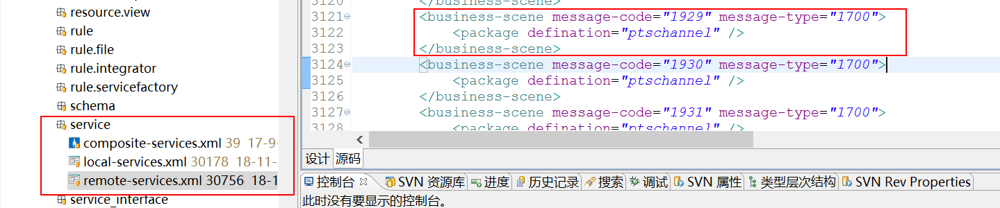 resource.view
rule
rule.file
rule.integrator
rule.servicefactory
schema
service
composite-services.xml 39 17-9-
local-services.xml 30178 18-11-
remote-services.xml 30756 18-1
service_interface
3120 </business-scene>
3121 <business-scene message-code="1929" message-type="1700">
3122 <package defination="ptschannel" />
3123 </business-scene>
3124 <business-scene message-code="1930" message-type="1700">
3125 <package defination="ptschannel" />
3126 </business-scene>
3127 <business-scene message-code="1931" message-type="1700">
3128 <package defination="ptschannel" />
设计 源码
控制台 SVN 资源库 进度 历史记录 搜索 调试 SVN 属性 类型层次结构 SVN Rev Properties
此时没有要显示的控制台。